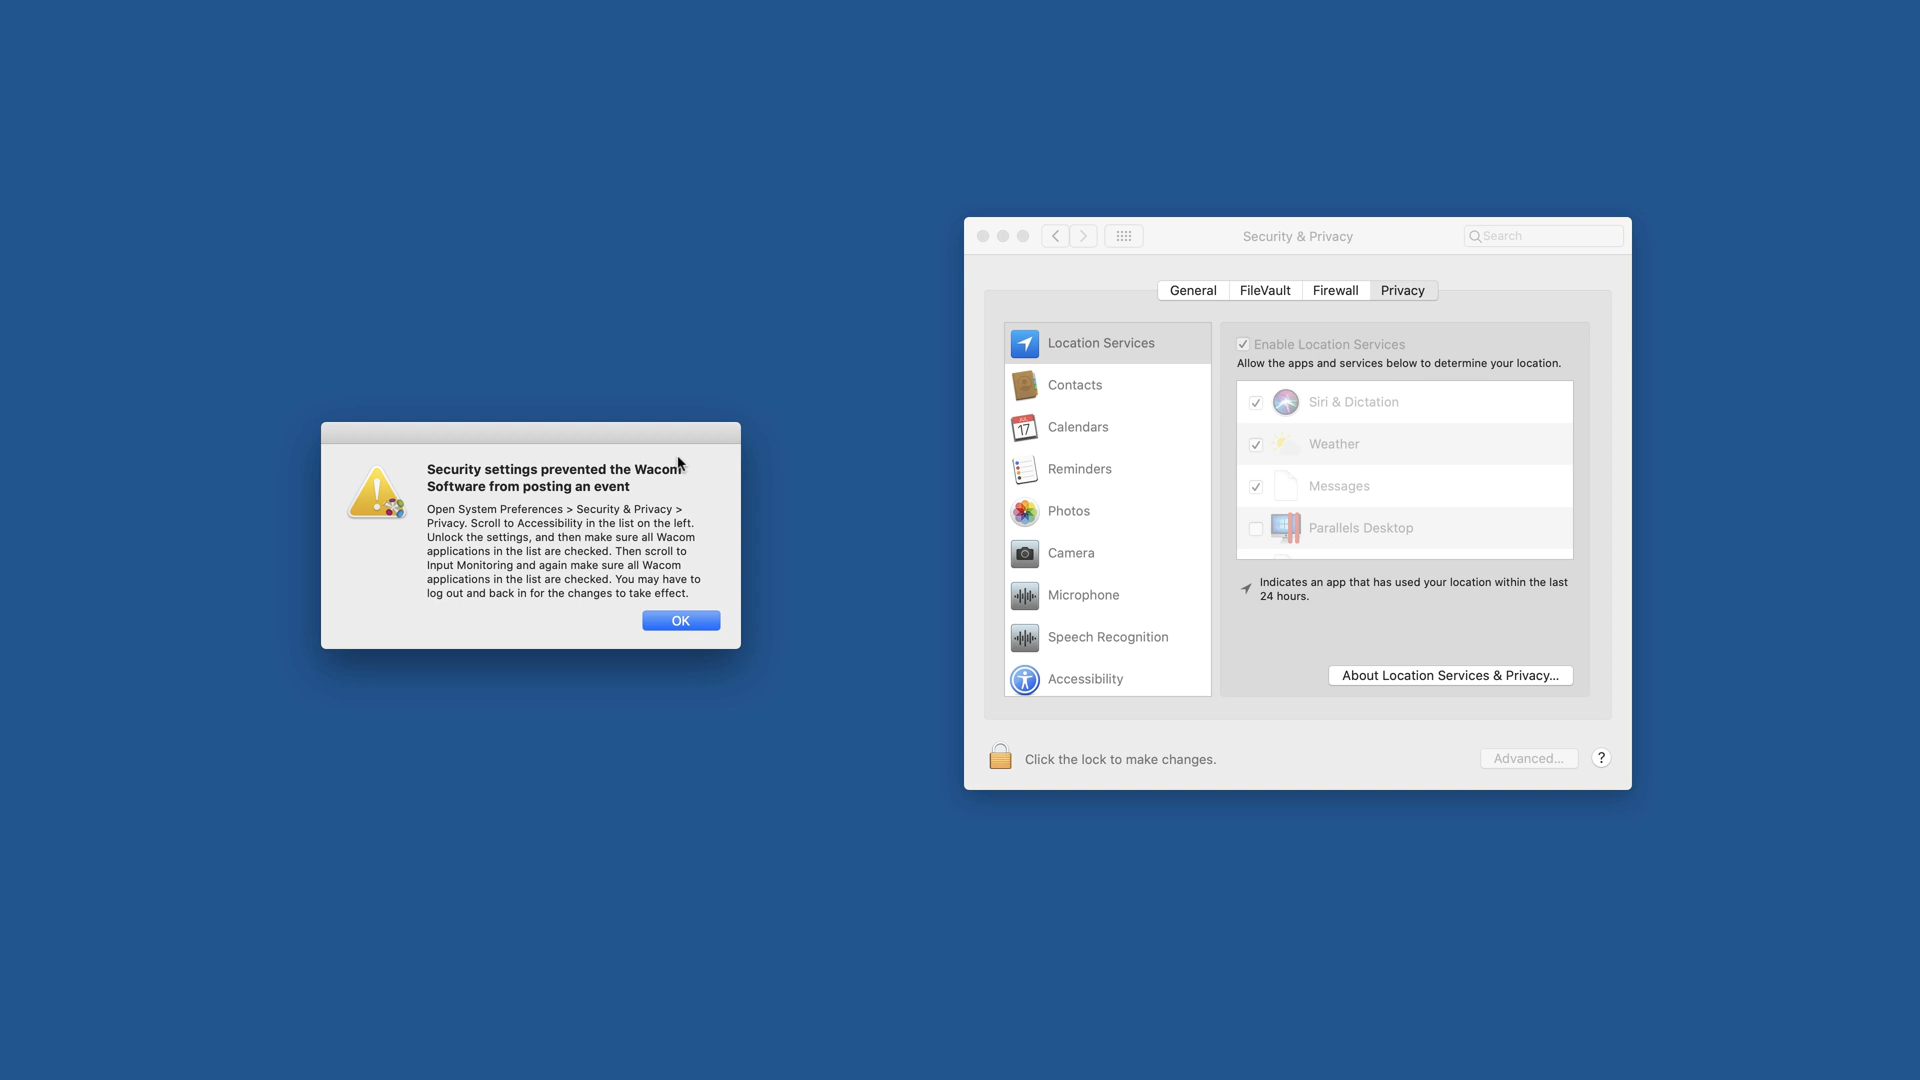 Security settings prevented the Wacom
Software from posting an event
Open System Preferences > Security & Privacy >
Privacy. Scroll to Accessibility in the list on the left.
Unlock the settings, and then make sure all Wacom
applications in the list are checked. Then scroll to
Input Monitoring and again make sure all Wacom
applications in the list are checked. You may have to
log out and back in for the changes to take effect.
OK
Security & Privacy
Search
General
FileVault
Firewall
Privacy
Location Services
Contacts
JUL
17
Calendars
Reminders
Photos
Camera
Microphone
Speech Recognition
Accessibility
Enable Location Services
Allow the apps and services below to determine your location.
Siri & Dictation
Weather
Messages
Parallels Desktop
Indicates an app that has used your location within the last
24 hours.
About Location Services & Privacy...
Click the lock to make changes.
Advanced...
?